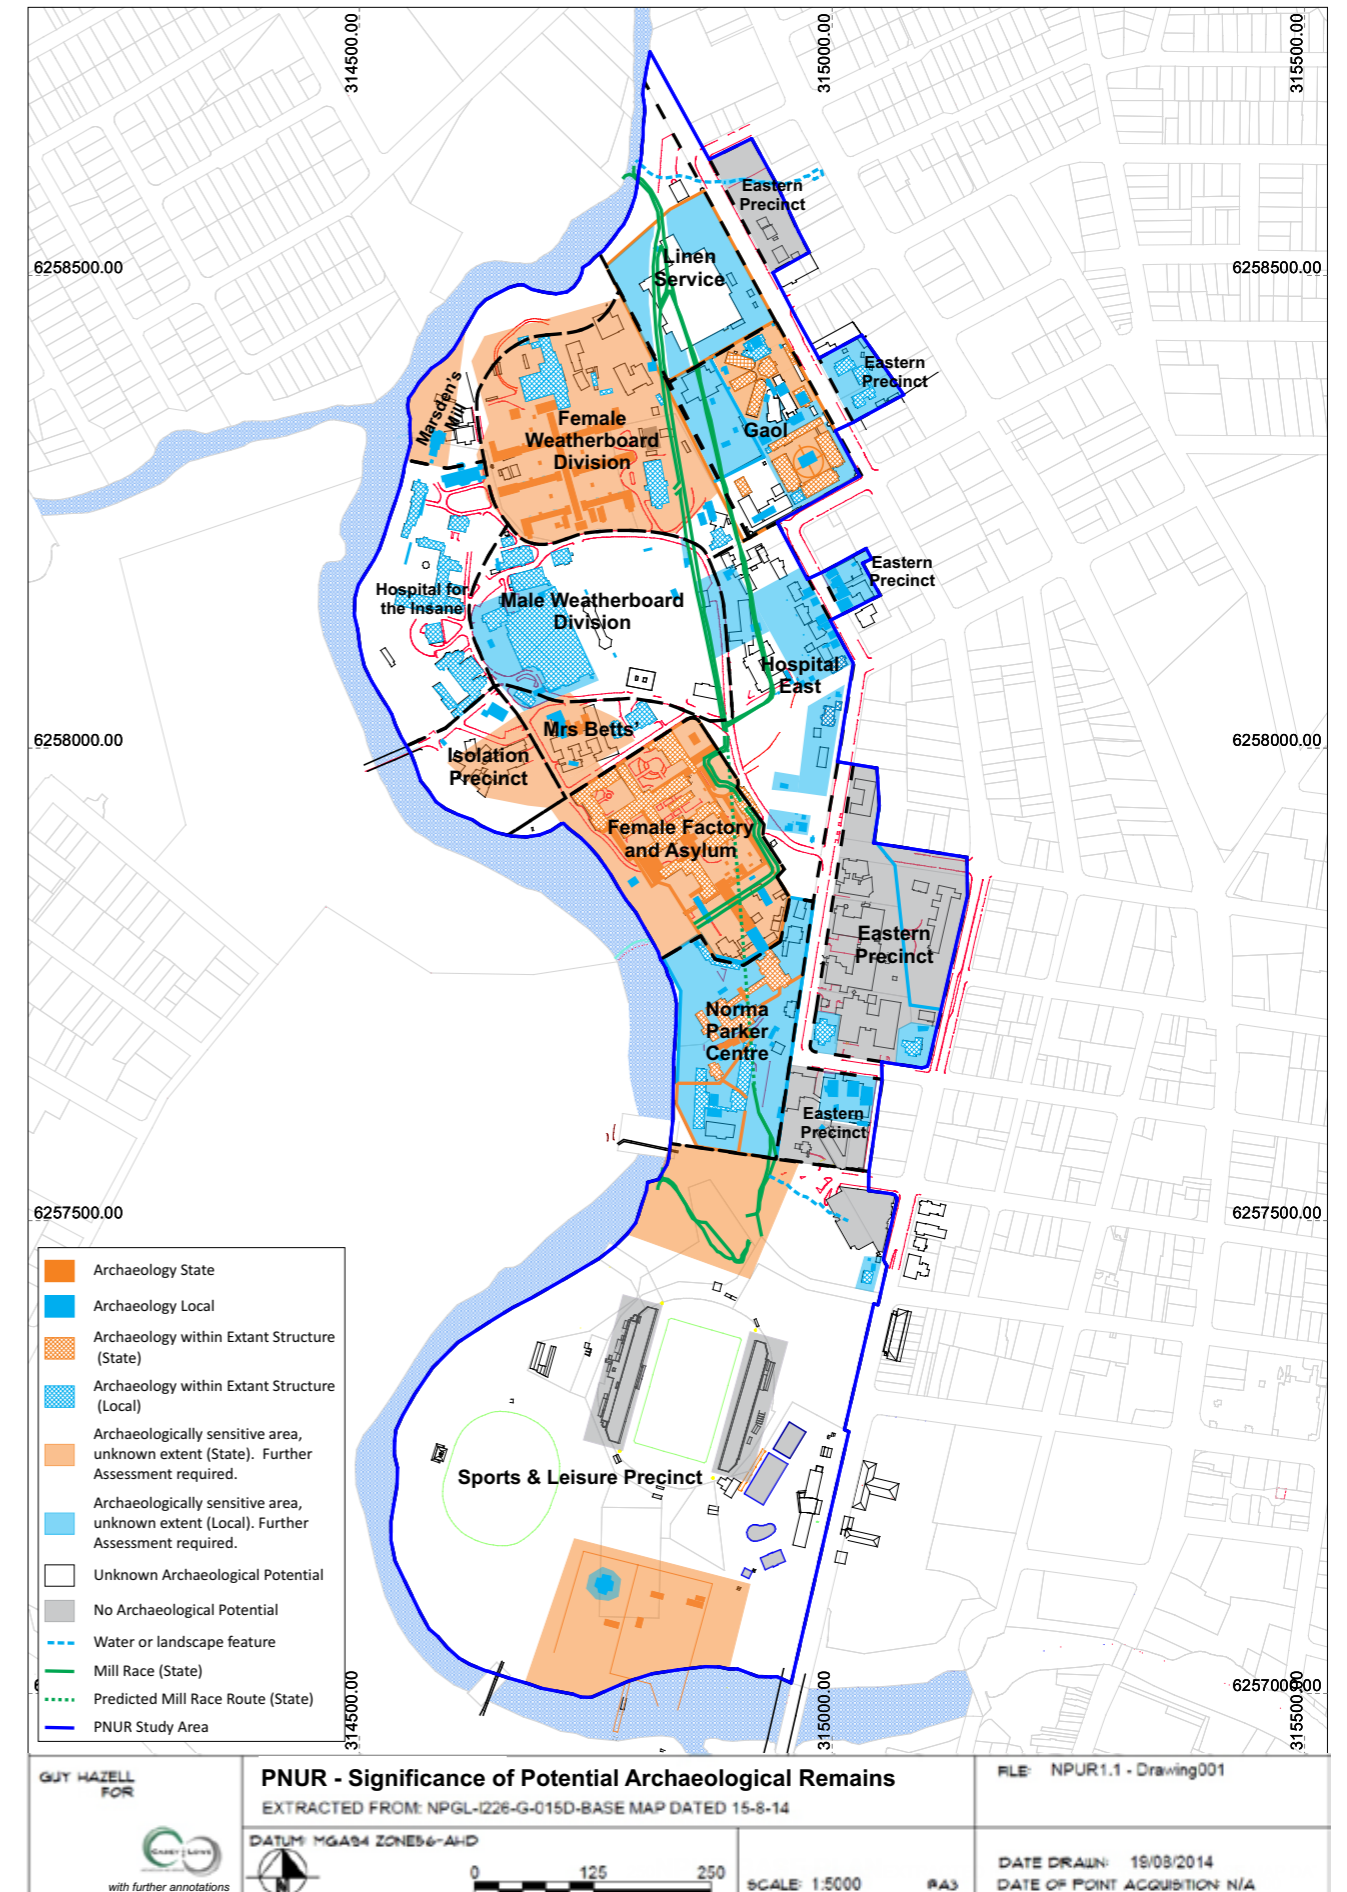 314500.00
315000.00
315500.00
Eastern
Precinct
Linen
Service
6258500.00
6258500.00
Eastern
Precinct
Marsden's
Mill
Female
Weatherboard
Division
Gaol
Eastern
Precinct
Hospital for
the Insane
Male Weatherboard
Division
Hospital
East
Mrs Betts'
6258000.00
6258000.00
Isolation
Precinct
Female Factory
and Asylum
Eastern
Precinct
Norma
Parker
Centre
Eastern
Precinct
6257500.00
6257500.00
Archaeology State
Archaeology Local
Archaeology within Extant Structure
(State)
Archaeology within Extant Structure
(Local)
Archaeologically sensitive area,
unknown extent (State). Further
Assessment required.
Archaeologically sensitive area,
unknown extent (Local). Further
Assessment required.
Unknown Archaeological Potential
No Archaeological Potential
Water or landscape feature
Mill Race (State)
Predicted Mill Race Route (State)
PNUR Study Area
Sports & Leisure Precinct
6257000.00
314500.00
315000.00
315500.00
GUY HAZELL
FOR
CASEY & LOWE
with further annotations
PNUR - Significance of Potential Archaeological Remains
EXTRACTED FROM: NPGL-I226-G-015D-BASE MAP DATED 15-8-14
FILE: NPUR1.1 - Drawing001
DATUM: MGA94 ZONE56-AHD
N
0 125 250
SCALE: 1:5000 @A3
DATE DRAWN: 19/08/2014
DATE OF POINT ACQUISITION: N/A